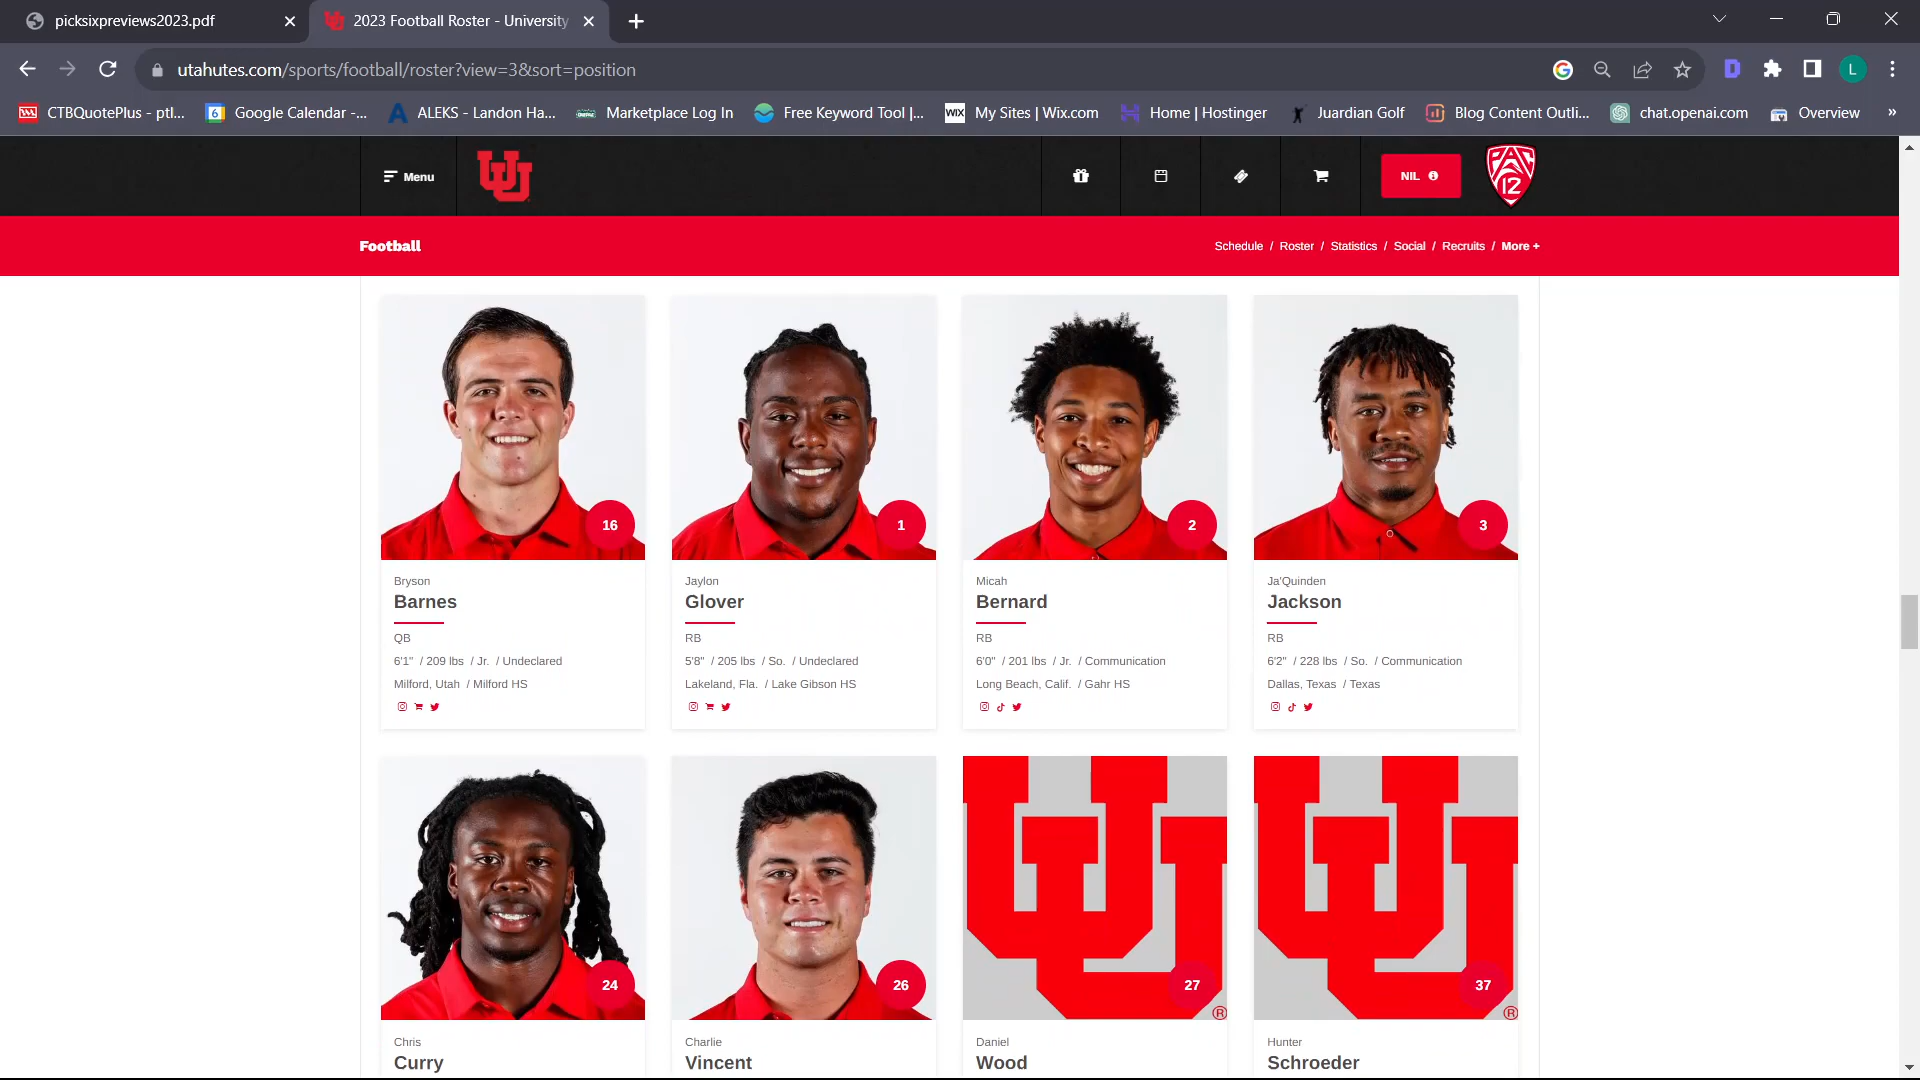 picksixpreviews2023.pdf
2023 Football Roster - University
utahutes.com/sports/football/roster?view=3&sort=position
L
CTBQuotePlus - ptl...
6 Google Calendar -...
ALEKS - Landon Ha...
Marketplace Log In
Free Keyword Tool |...
WIX My Sites | Wix.com
Home | Hostinger
Juardian Golf
Blog Content Outli...
chat.openai.com
Overview
»
Menu
NIL
PAC 12
Football
Schedule / Roster / Statistics / Social / Recruits / More +
16
1
2
3
Bryson
Barnes
QB
6'1" / 209 lbs / Jr. / Undeclared
Milford, Utah / Milford HS
Jaylon
Glover
RB
5'8" / 205 lbs / So. / Undeclared
Lakeland, Fla. / Lake Gibson HS
Micah
Bernard
RB
6'0" / 201 lbs / Jr. / Communication
Long Beach, Calif. / Gahr HS
Ja'Quinden
Jackson
RB
6'2" / 228 lbs / So. / Communication
Dallas, Texas / Texas
24
26
27
®
37
®
Chris
Curry
Charlie
Vincent
Daniel
Wood
Hunter
Schroeder